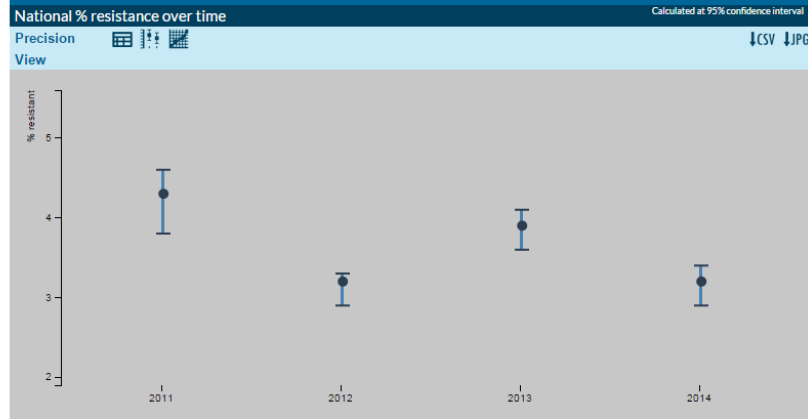 National % resistance over time
Calculated at 95% confidence interval
Precision
CSV JPG
View
% resistant
5
4
3
2
2011 2012 2013 2014